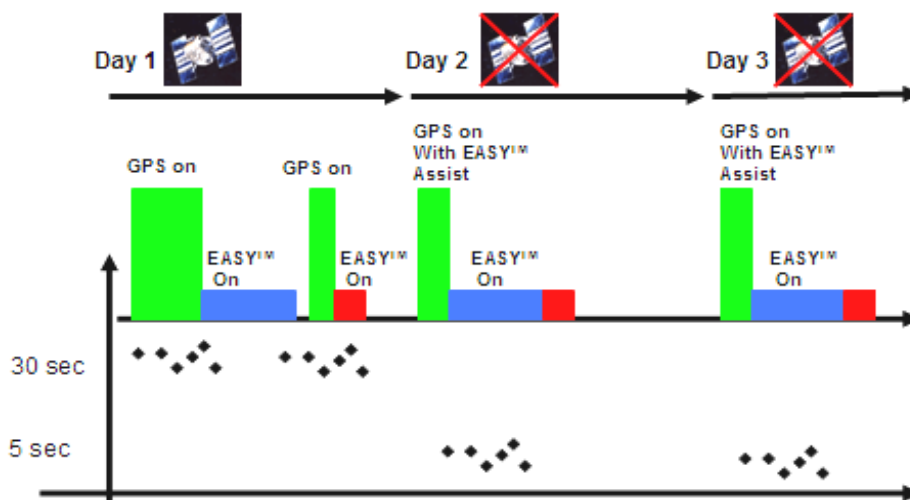 Day 1
Day 2
Day 3
GPS on
GPS on
GPS on
With EASY™
Assist
GPS on
With EASY™
Assist
EASY™
On
EASY™
On
EASY™
On
EASY™
On
30 sec
5 sec